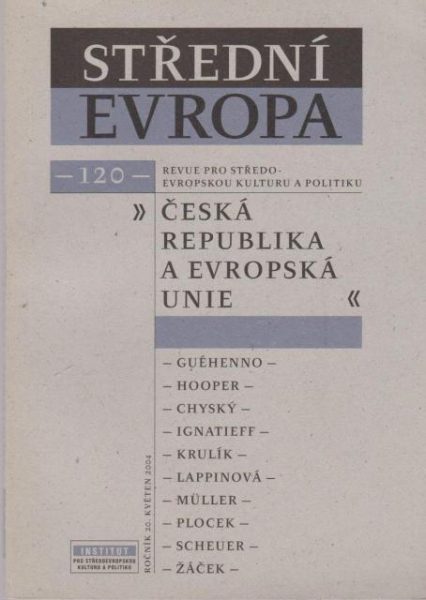 STŘEDNÍ
EVROPA
— 120 —
REVUE PRO STŘEDO-
EVROPSKOU KULTURU A POLITIKU
» ČESKÁ
REPUBLIKA
A EVROPSKÁ
UNIE «
— GUÉHENNO —
— HOOPER —
— CHYSKÝ —
— IGNATIEFF —
— KRULÍK —
— LAPPINOVÁ —
— MÜLLER —
— PLOCEK —
— SCHEUER —
— ŽÁČEK —
ROČNÍK 20. KVĚTEN 2004
INSTITUT
PRO STŘEDOEVROPSKOU
KULTURU A POLITIKU